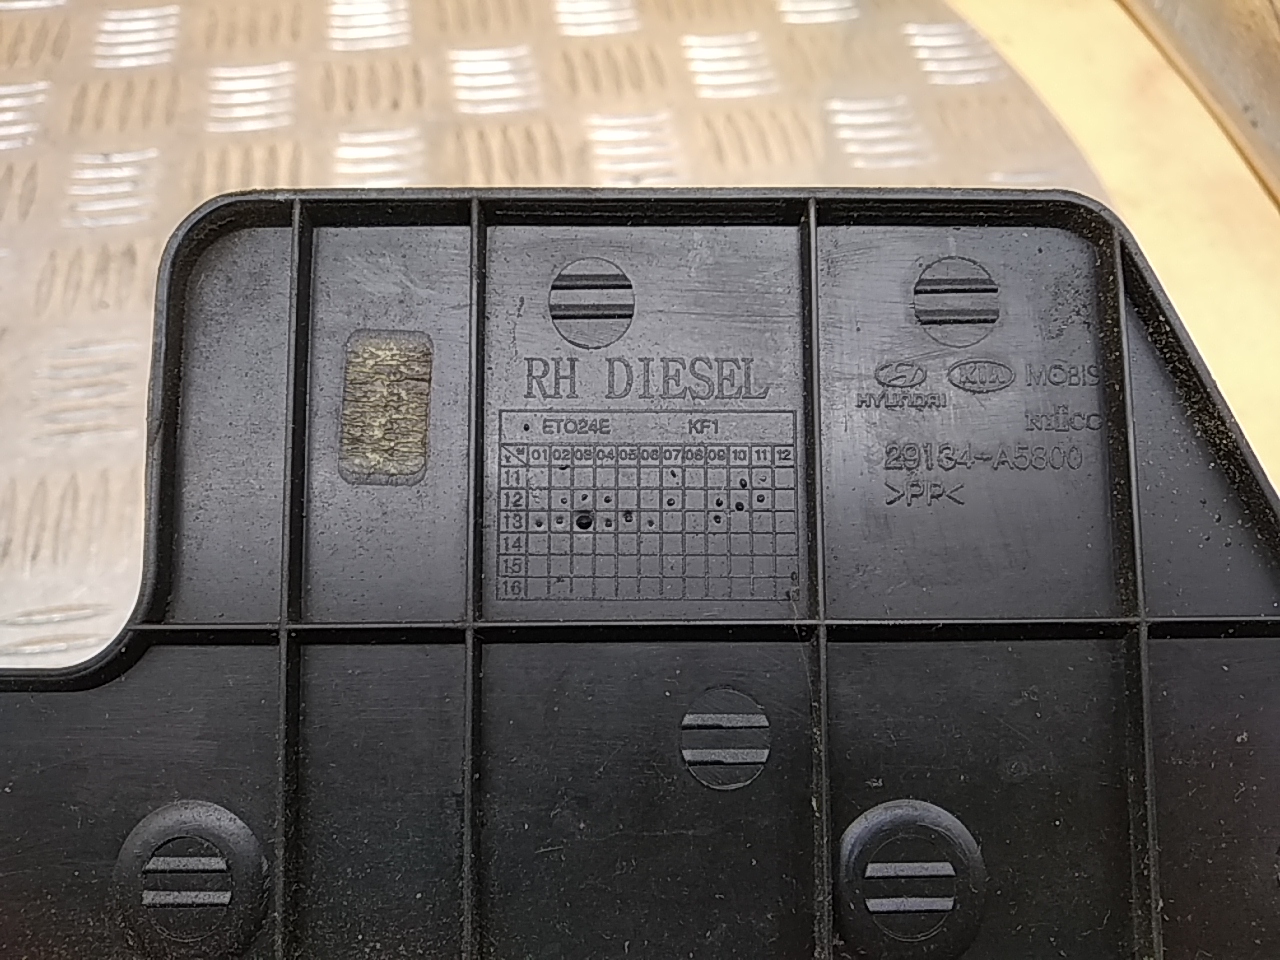 RH DIESEL
ETO24E KF1
Y M 01 02 03 04 05 06 07 08 09 10 11 12
11
12
13
14
15
16
HYUNDAI KIA MOBIS
29134-A5800
>PP<